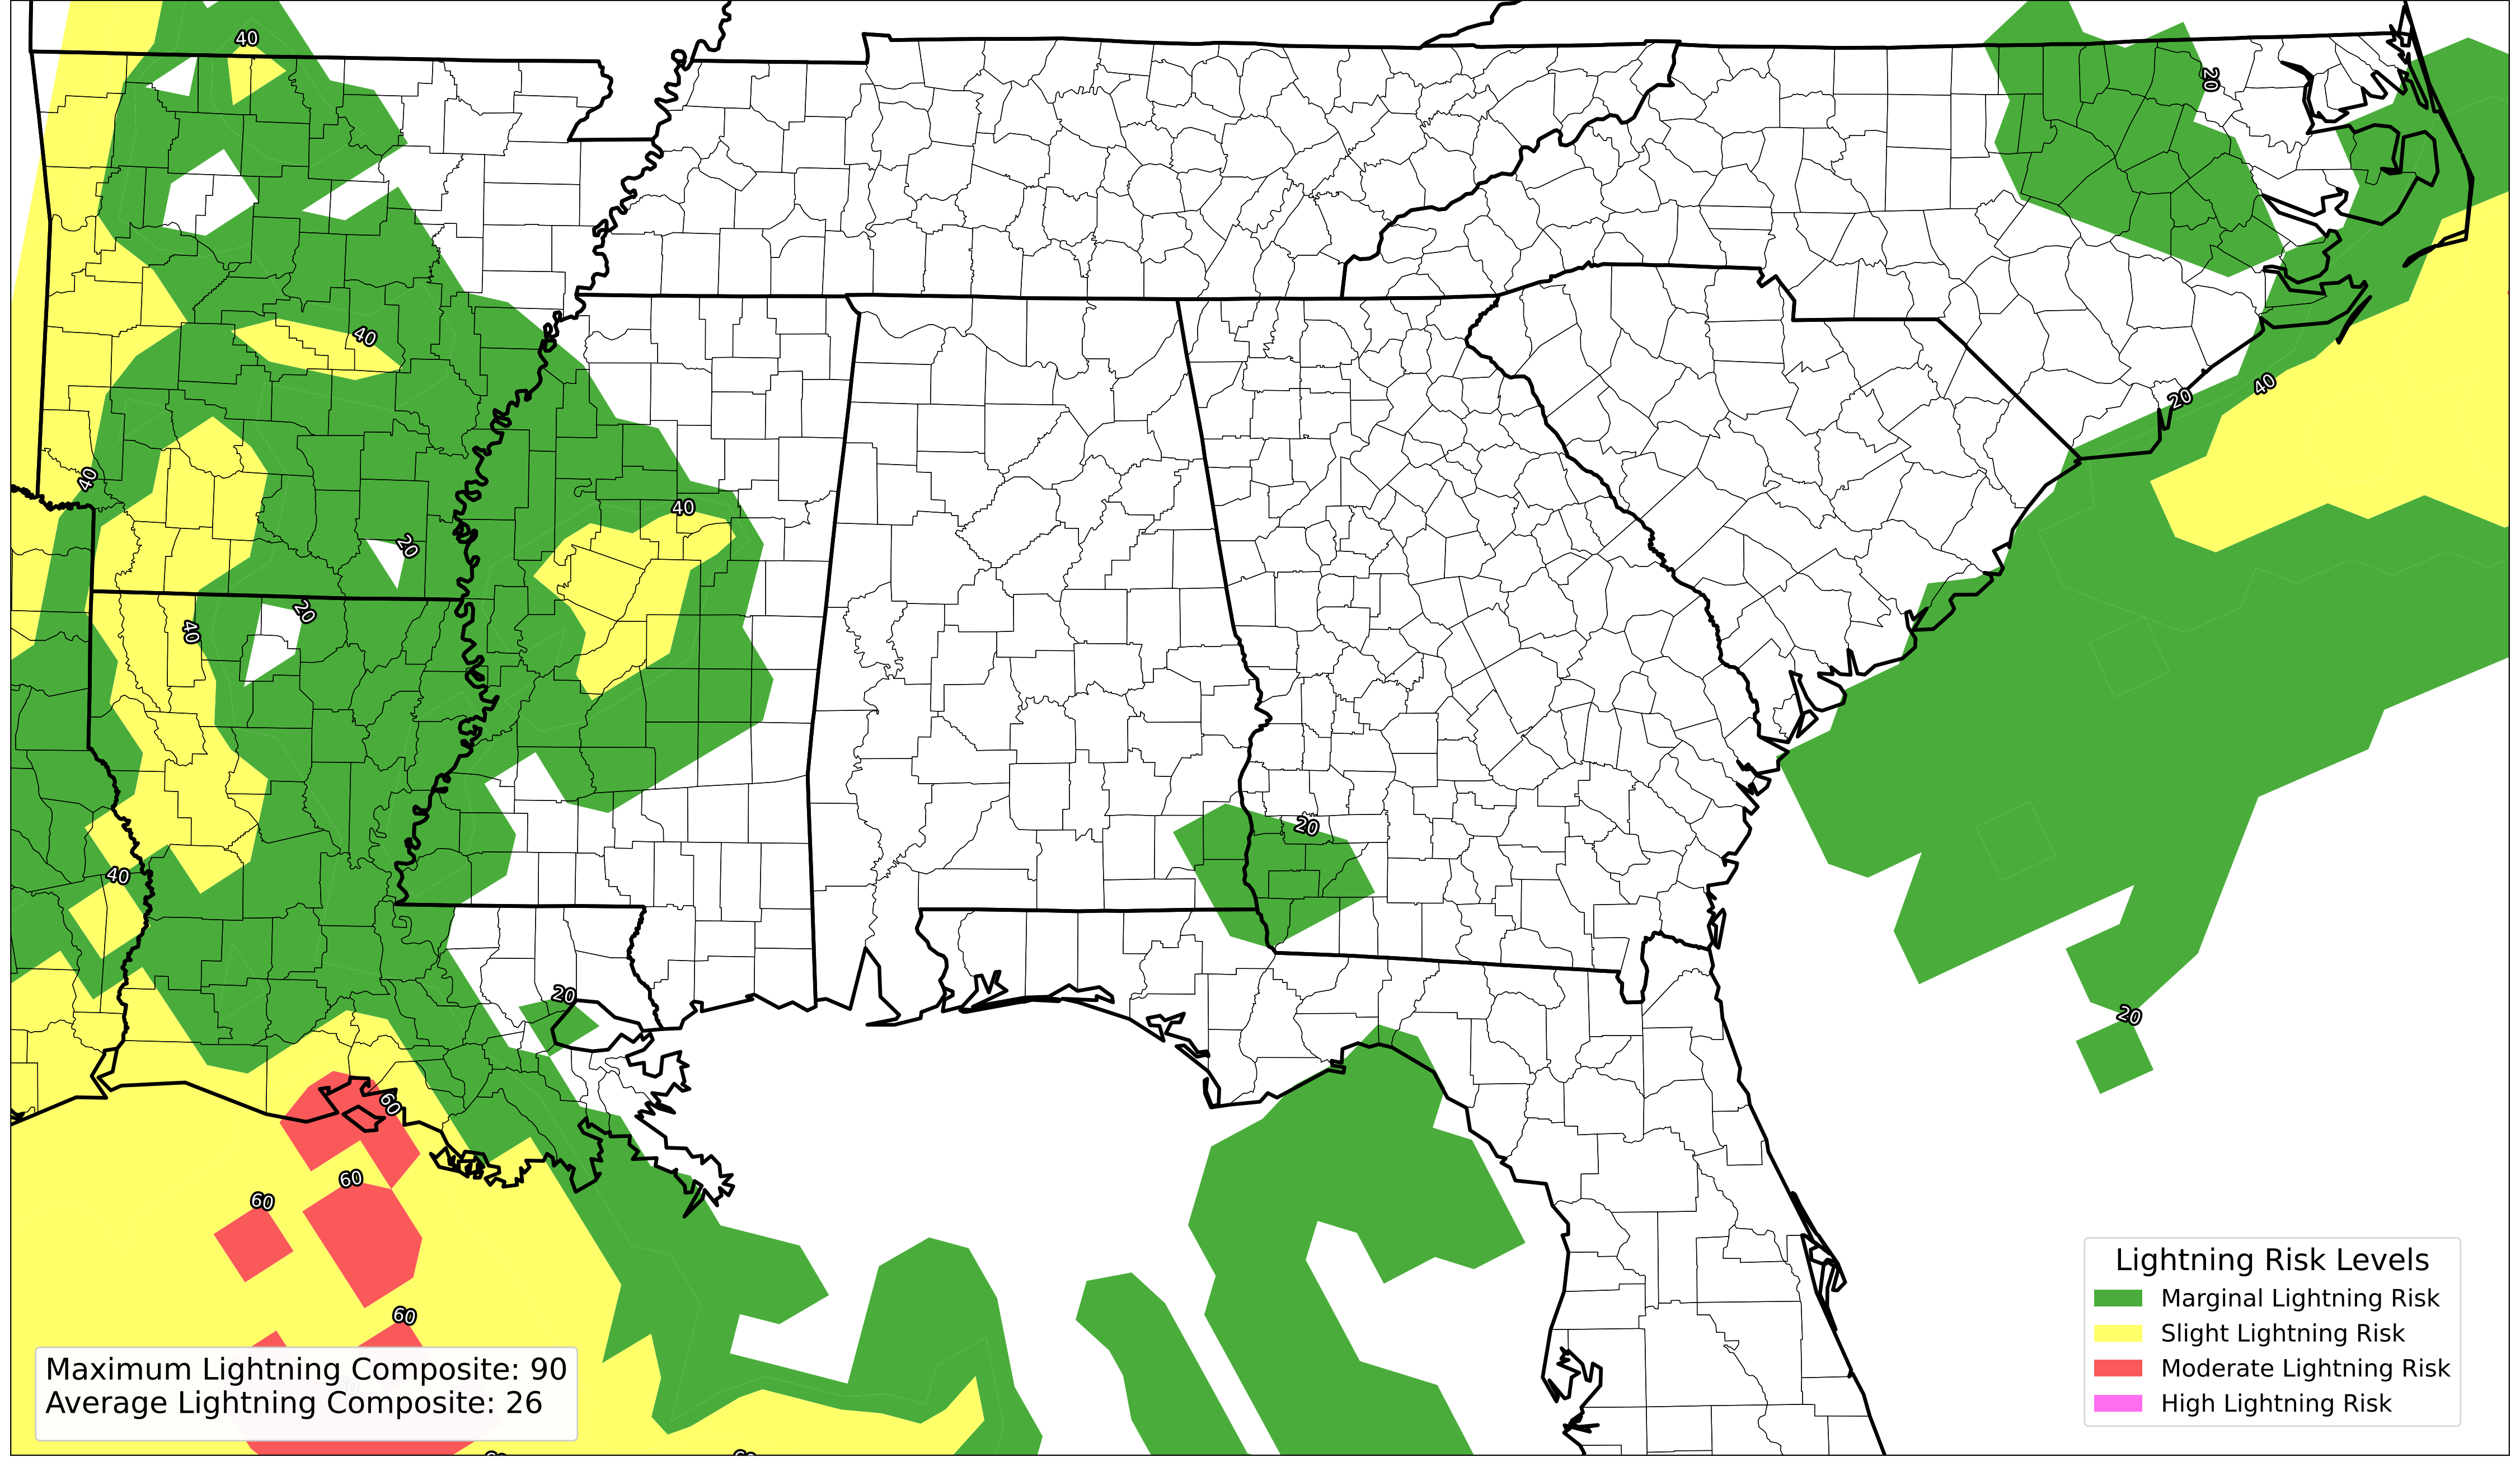 40
20
40
40
20
40
40
20
20
40
20
40
20
60
60
60
60
20
20
Maximum Lightning Composite: 90
Average Lightning Composite: 26
Lightning Risk Levels
Marginal Lightning Risk
Slight Lightning Risk
Moderate Lightning Risk
High Lightning Risk